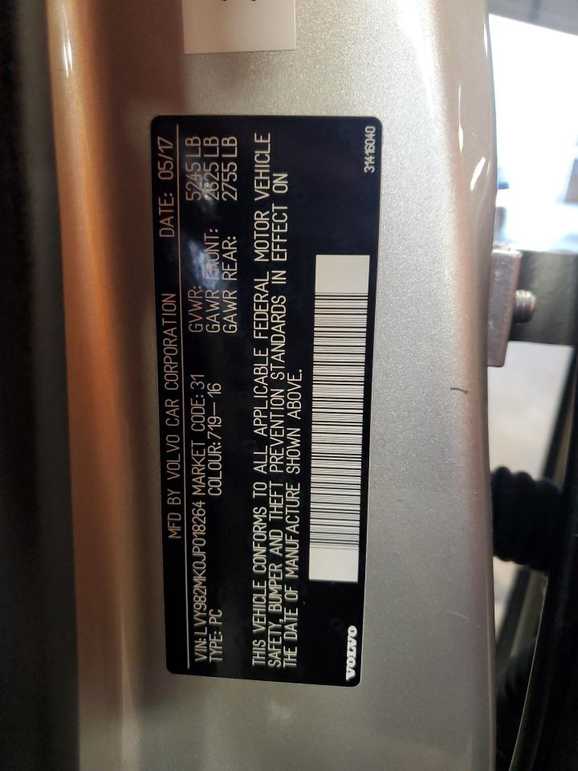 MFD BY VOLVO CAR CORPORATION DATE: 05/17
VIN: LVY982MK0JP018264 MARKET CODE: 31 GVWR: 5245 LB
TYPE: PC COLOUR: 719-16 GAWR FRONT: 2625 LB
GAWR REAR: 2755 LB
THIS VEHICLE CONFORMS TO ALL APPLICABLE FEDERAL MOTOR VEHICLE
SAFETY, BUMPER AND THEFT PREVENTION STANDARDS IN EFFECT ON
THE DATE OF MANUFACTURE SHOWN ABOVE.
VOLVO 31416040